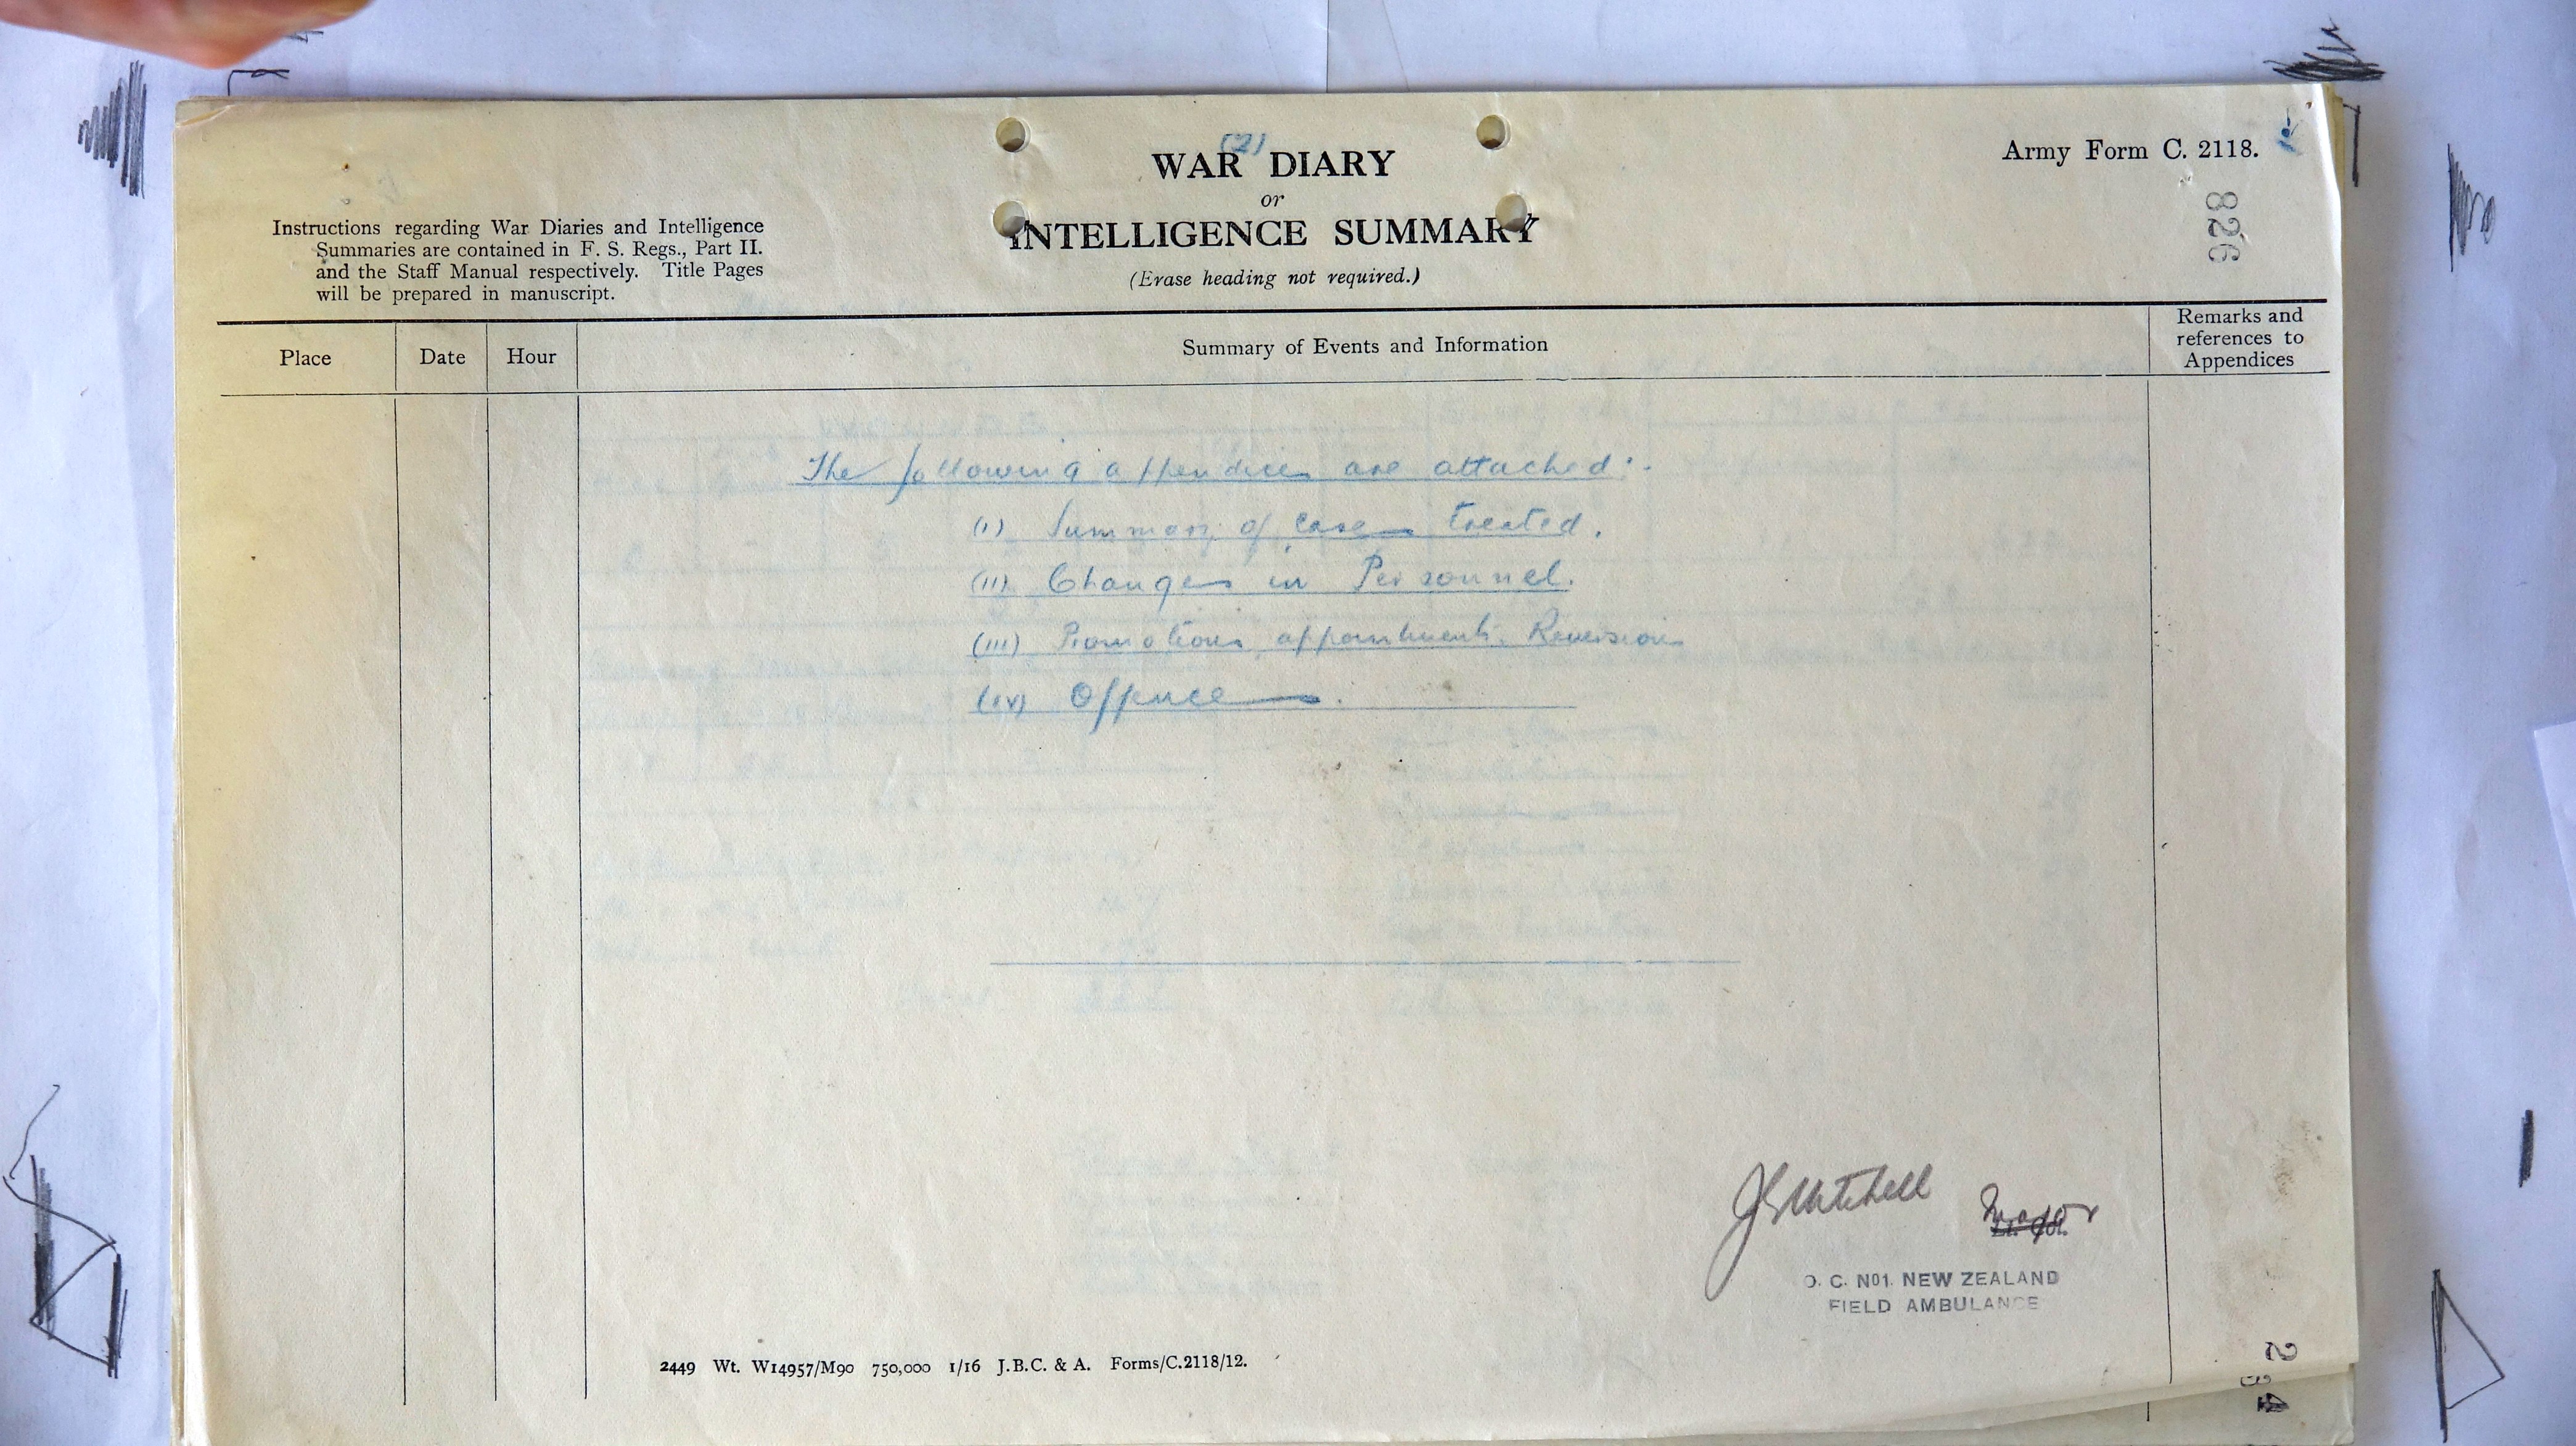 (2)
WAR DIARY
or
INTELLIGENCE SUMMARY
(Erase heading not required.)
Army Form C. 2118.
826
Instructions regarding War Diaries and Intelligence
Summaries are contained in F. S. Regs., Part II.
and the Staff Manual respectively. Title Pages
will be prepared in manuscript.
Place Date Hour Summary of Events and Information Remarks and
references to
Appendices
The following appendices are attached:-
(I) Summary of Cases treated.
(II) Changes in Personnel.
(III) Promotions, appointments, Reversions
(IV) Offences.
J Mitchell Major
O. C. No1. NEW ZEALAND
FIELD AMBULANCE
2449 Wt. W14957/M90 750,000 1/16 J.B.C. & A. Forms/C.2118/12.